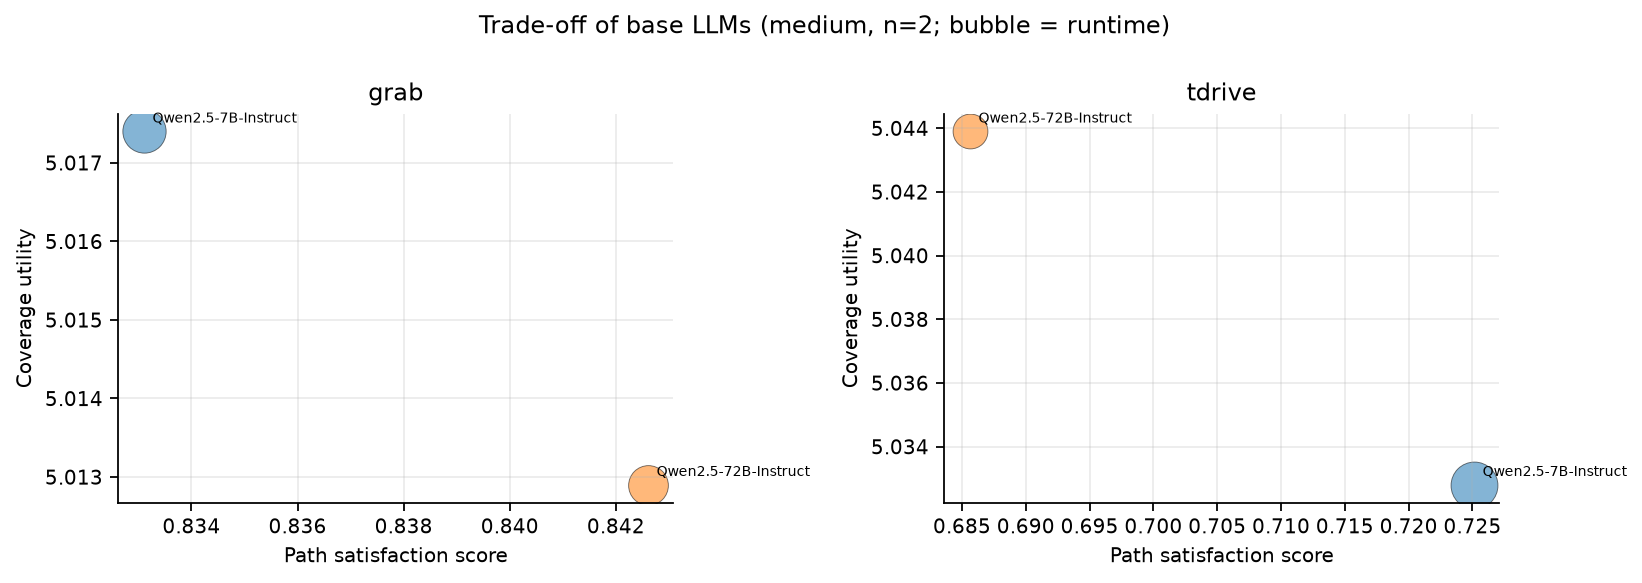 Trade-off of base LLMs (medium, n=2; bubble = runtime)
grab
Qwen2.5-7B-Instruct
5.017
5.016
5.015
5.014
5.013
Coverage utility
Qwen2.5-72B-Instruct
0.834 0.836 0.838 0.840 0.842
Path satisfaction score
tdrive
Qwen2.5-72B-Instruct
5.044
5.042
5.040
5.038
5.036
5.034
Coverage utility
Qwen2.5-7B-Instruct
0.685 0.690 0.695 0.700 0.705 0.710 0.715 0.720 0.725
Path satisfaction score